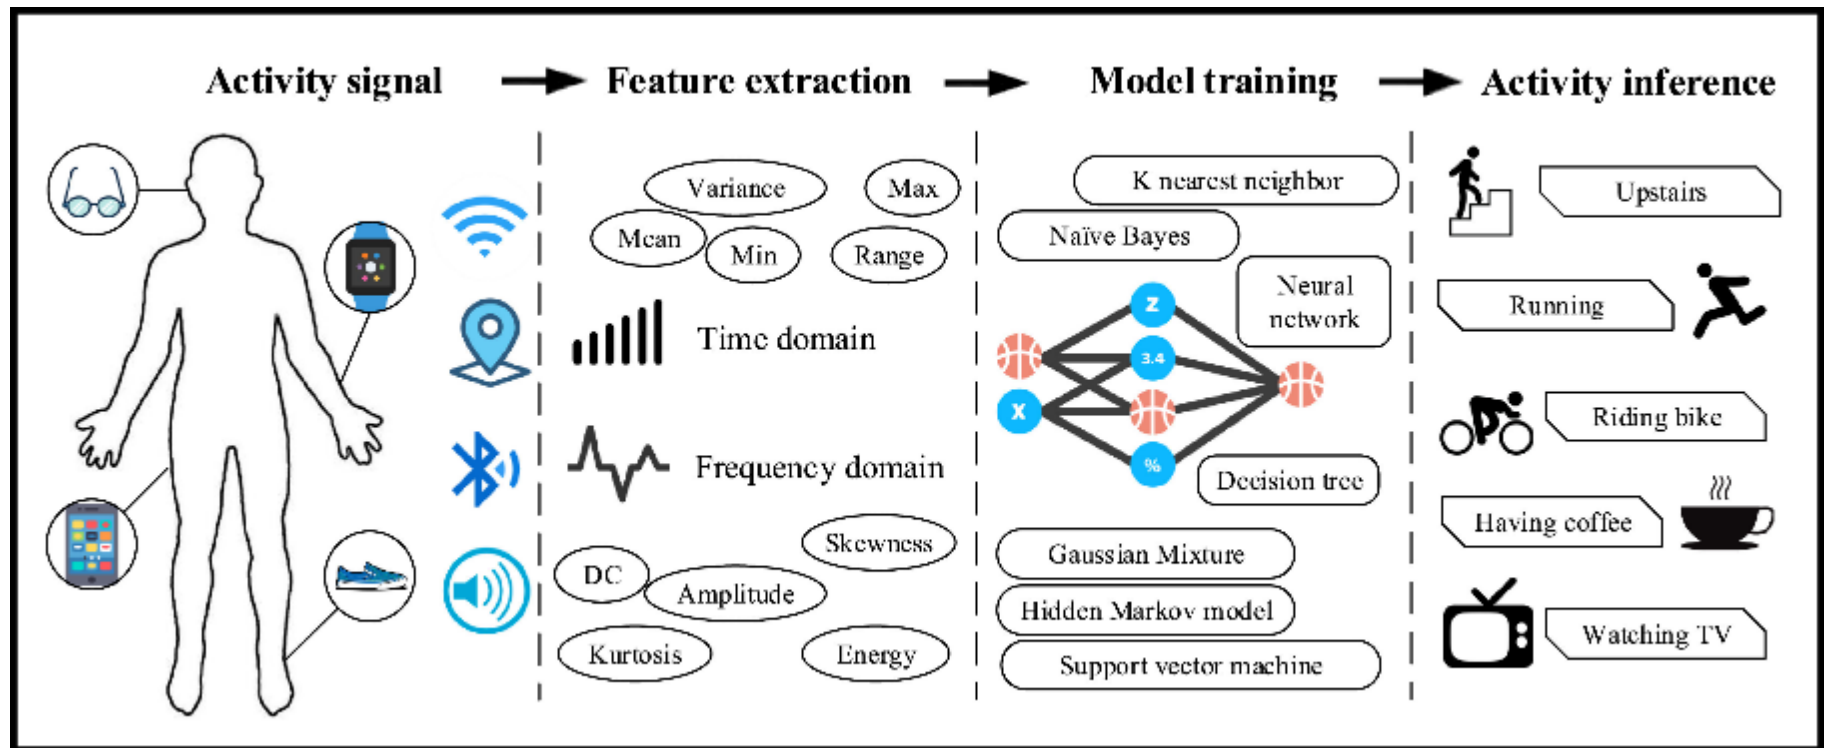 Activity signal
Feature extraction
Model training
Activity inference
Variance
Max
Mean
Min
Range
Time domain
Frequency domain
Skewness
DC
Amplitude
Kurtosis
Energy
K nearest neighbor
Naïve Bayes
Neural
network
Z
3.4
X
%
Decision tree
Gaussian Mixture
Hidden Markov model
Support vector machine
Upstairs
Running
Riding bike
Having coffee
Watching TV